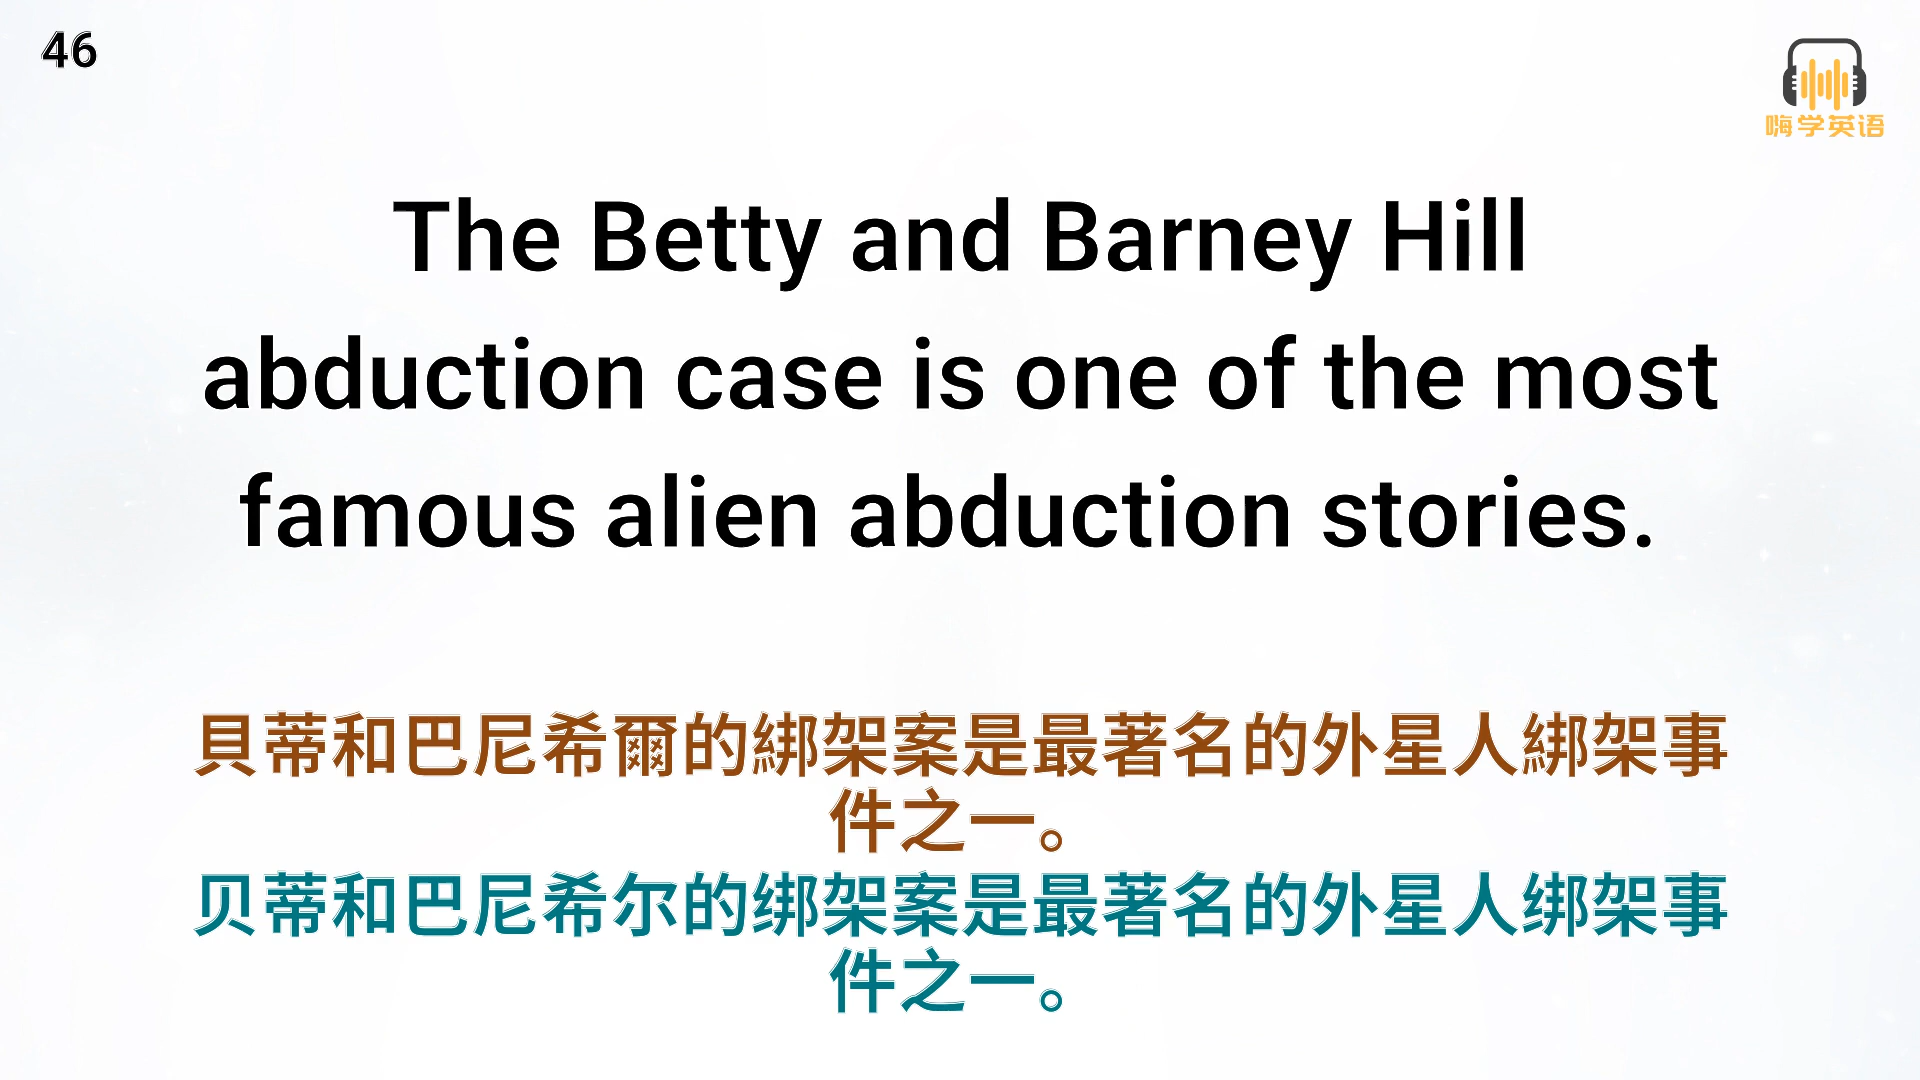 46
嗨学英语
The Betty and Barney Hill
abduction case is one of the most
famous alien abduction stories.
貝蒂和巴尼希爾的綁架案是最著名的外星人綁架事
件之一。
贝蒂和巴尼希尔的绑架案是最著名的外星人绑架事
件之一。